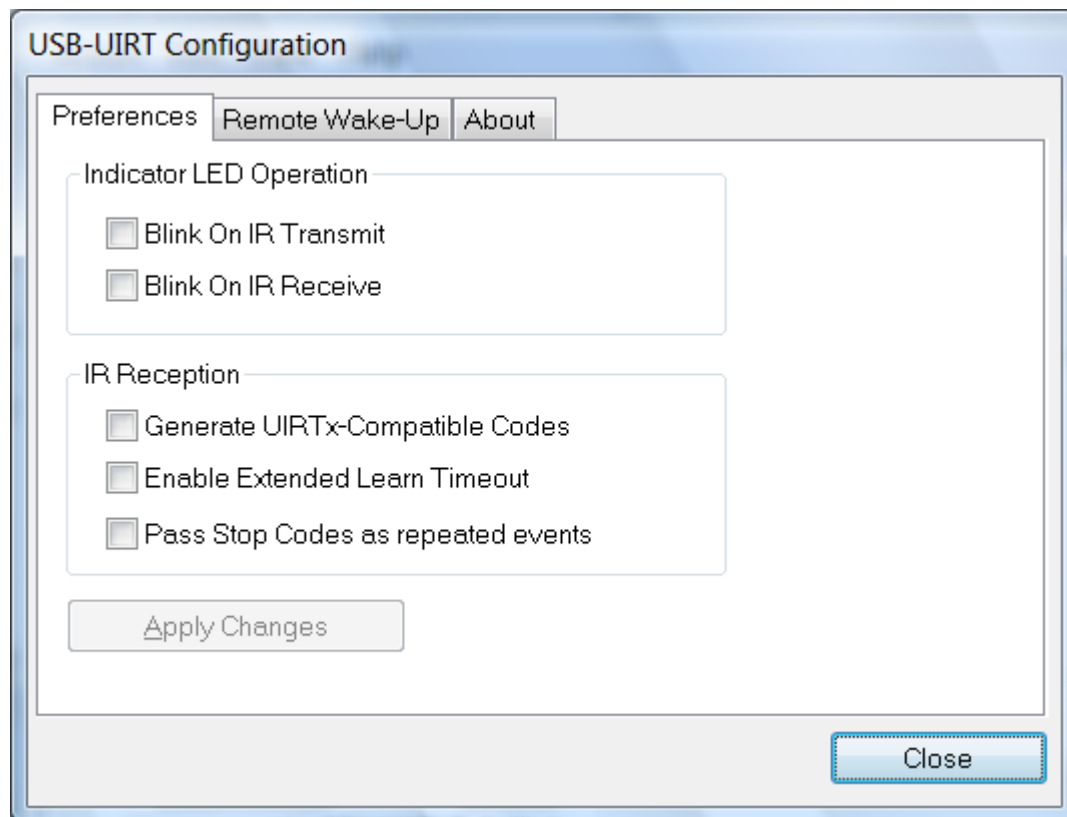 USB-UIRT Configuration
Preferences Remote Wake-Up About
Indicator LED Operation
Blink On IR Transmit
Blink On IR Receive
IR Reception
Generate UIRTx-Compatible Codes
Enable Extended Learn Timeout
Pass Stop Codes as repeated events
Apply Changes
Close